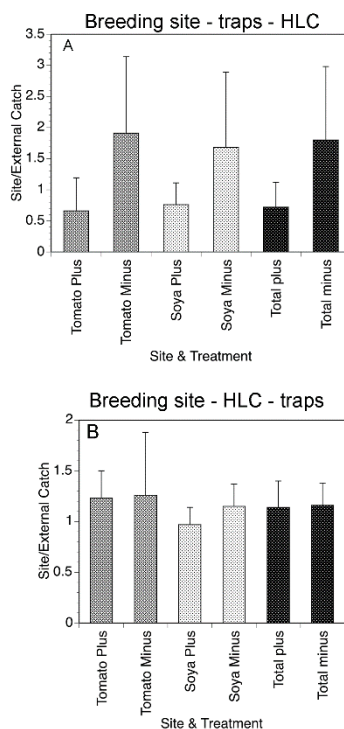 Breeding site - traps - HLC
A
Site/External Catch
3.5
3
2.5
2
1.5
1
0.5
0
Tomato Plus
Tomato Minus
Soya Plus
Soya Minus
Total plus
Total minus
Site & Treatment
Breeding site - HLC - traps
B
Site/External Catch
2
1.5
1
0.5
0
Tomato Plus
Tomato Minus
Soya Plus
Soya Minus
Total plus
Total minus
Site & Treatment